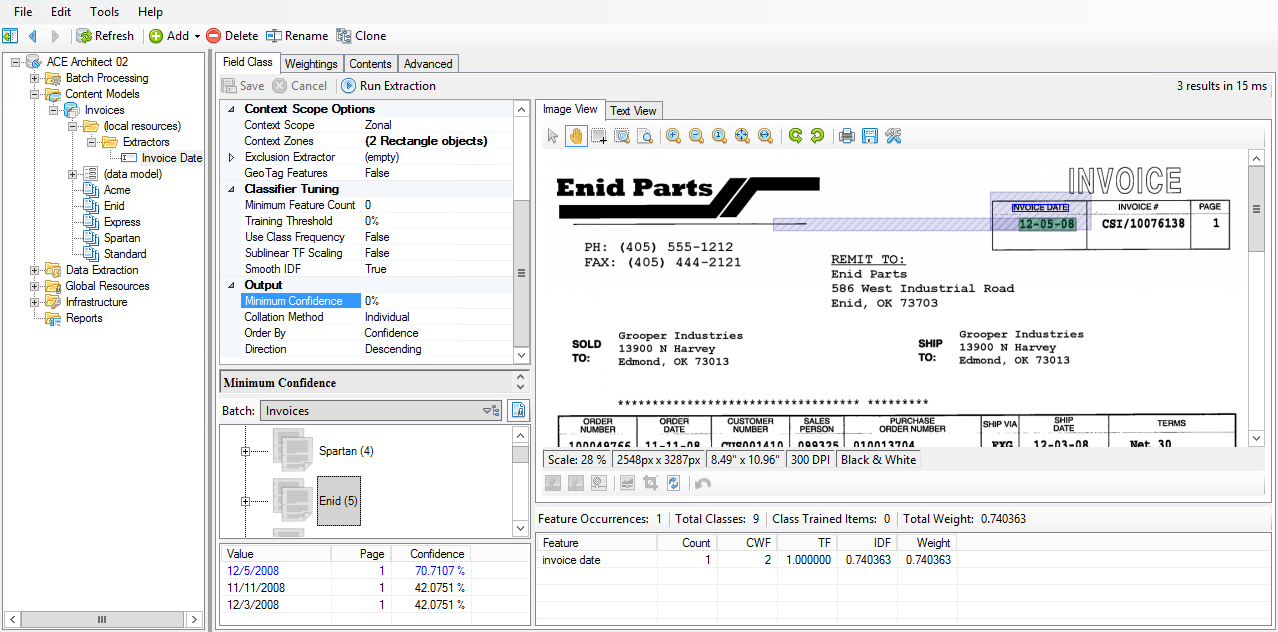 File Edit Tools Help
Refresh Add Delete Rename Clone
ACE Architect 02
Batch Processing
Content Models
Invoices
(local resources)
Extractors
Invoice Date
(data model)
Acme
Enid
Express
Spartan
Standard
Data Extraction
Global Resources
Infrastructure
Reports
Field Class Weightings Contents Advanced
Save Cancel Run Extraction
3 results in 15 ms
Context Scope Options
Context Scope Zonal
Context Zones (2 Rectangle objects)
Exclusion Extractor (empty)
GeoTag Features False
Classifier Tuning
Minimum Feature Count 0
Training Threshold 0%
Use Class Frequency False
Sublinear TF Scaling False
Smooth IDF True
Output
Minimum Confidence 0%
Collation Method Individual
Order By Confidence
Direction Descending
Minimum Confidence
Batch: Invoices
Spartan (4)
Enid (5)
Value Page Confidence
12/5/2008 1 70.7107 %
11/11/2008 1 42.0751 %
12/3/2008 1 42.0751 %
Image View Text View
INVOICE
Enid Parts
INVOICE DATE INVOICE # PAGE
12-05-08 CSI/10076138 1
PH: (405) 555-1212
FAX: (405) 444-2121
REMIT TO:
Enid Parts
586 West Industrial Road
Enid, OK 73703
SOLD TO:
Grooper Industries
13900 N Harvey
Edmond, OK 73013
SHIP TO:
Grooper Industries
13900 N Harvey
Edmond, OK 73013
*********************************** *********
ORDER NUMBER ORDER DATE CUSTOMER NUMBER SALES PERSON PURCHASE ORDER NUMBER SHIP VIA SHIP DATE TERMS
100049766 11-11-08 CUS001410 099325 010013704 FXG 12-03-08 Net 30
Scale: 28 % 2548px x 3287px 8.49" x 10.96" 300 DPI Black & White
Feature Occurrences: 1 Total Classes: 9 Class Trained Items: 0 Total Weight: 0.740363
Feature Count CWF TF IDF Weight
invoice date 1 2 1.000000 0.740363 0.740363